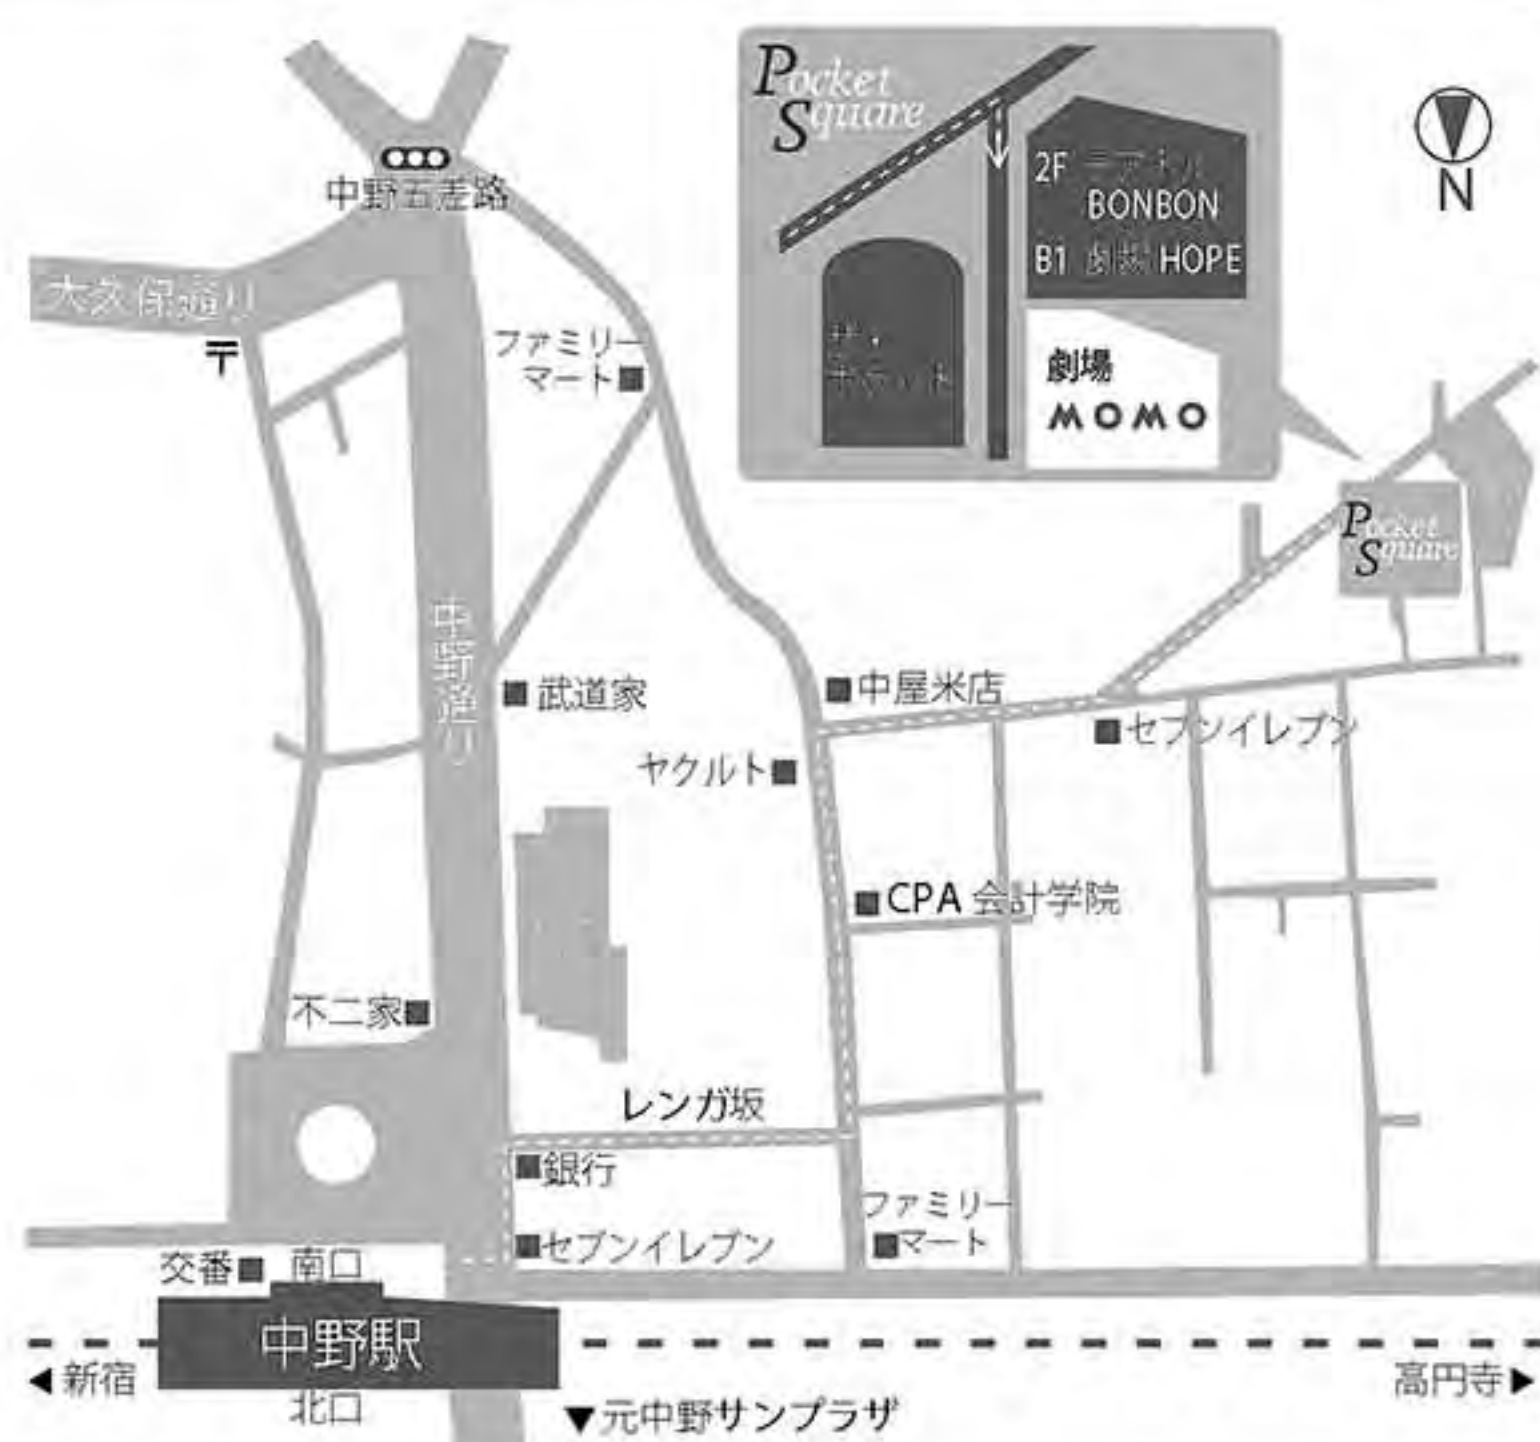 Pocket
Square
2F
BONBON
B1 劇場 HOPE
劇場
MOMO
N
中野五差路
大久保通り
〒
ファミリー
マート
Pocket
Square
中野通り
武道家
中屋米店
セブンイレブン
ヤクルト
CPA 会計学院
不二家
レンガ坂
銀行
セブンイレブン
ファミリー
マート
交番
南口
中野駅
北口
◀新宿
▼元中野サンプラザ
高円寺▶